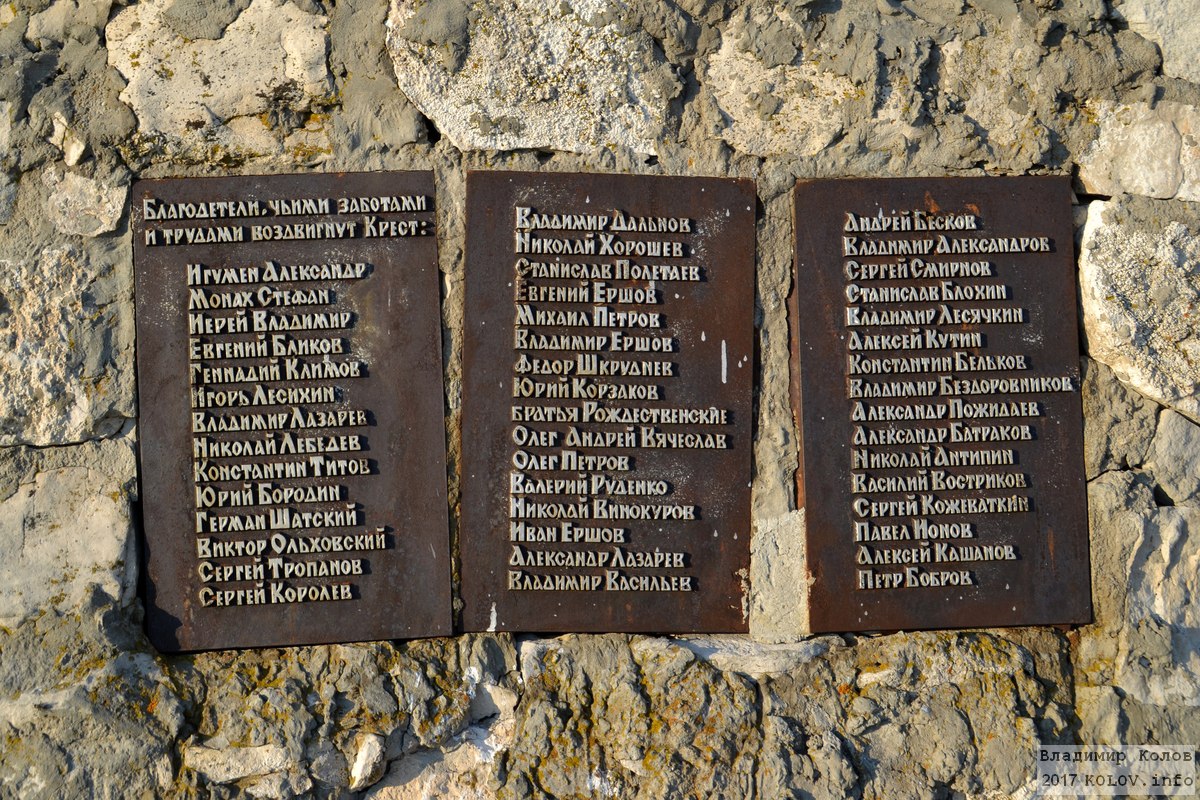 Благодетели, чьими заботами
и трудами воздвигнут Крест:
Игумен Александр
Монах Стефан
Иерей Владимир
Евгений Бликов
Геннадий Климов
Игорь Лесихин
Владимир Лазарев
Николай Лебедев
Константин Титов
Юрий Бородин
Герман Шатский
Виктор Ольховский
Сергей Тропанов
Сергей Королев
Владимир Дальнов
Николай Хорошев
Станислав Полетаев
Евгений Ершов
Михаил Петров
Владимир Ершов
Федор Шкруднев
Юрий Корзаков
братья Рождественские
Олег Андрей Вячеслав
Олег Петров
Валерий Руденко
Николай Винокуров
Иван Ершов
Александр Лазарев
Владимир Васильев
Андрей Бесков
Владимир Александров
Сергей Смирнов
Станислав Блохин
Владимир Лесячкин
Алексей Кутин
Константин Бельков
Владимир Бездоровников
Александр Пожидаев
Александр Батраков
Николай Антипин
Василий Востриков
Сергей Кожеваткин
Павел Ионов
Алексей Кашанов
Петр Бобров
Владимир Колов
2017 KOLOV.info